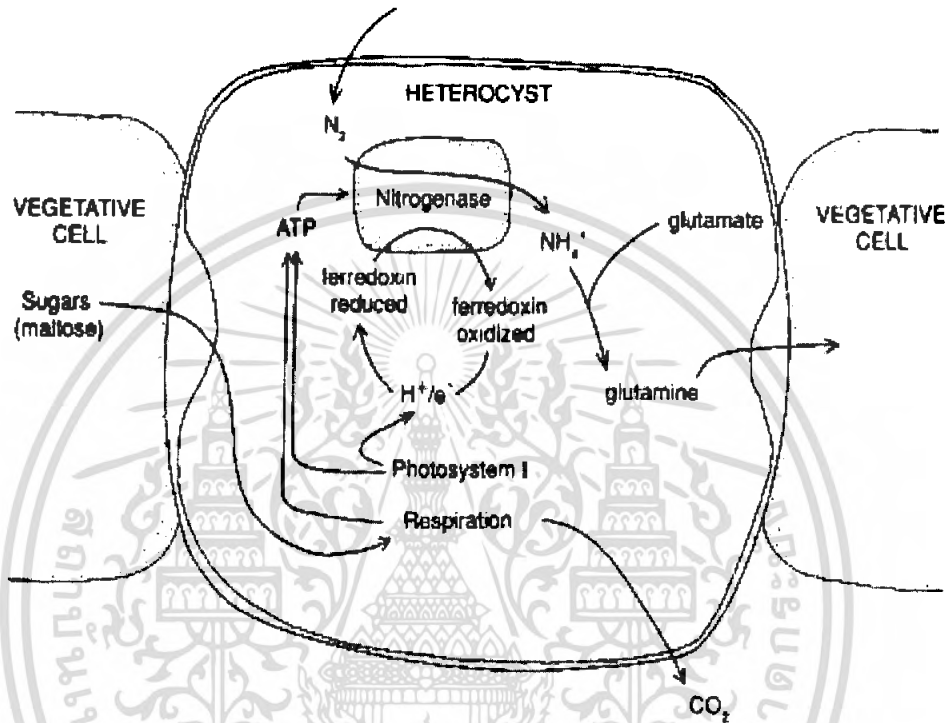 HETEROCYST
N₂
VEGETATIVE
CELL
Nitrogenase
ATP
NH₄⁺
glutamate
VEGETATIVE
CELL
ferredoxin
reduced
ferredoxin
oxidized
Sugars
(maltose)
H⁺/e⁻
glutamine
Photosystem I
Respiration
CO₂